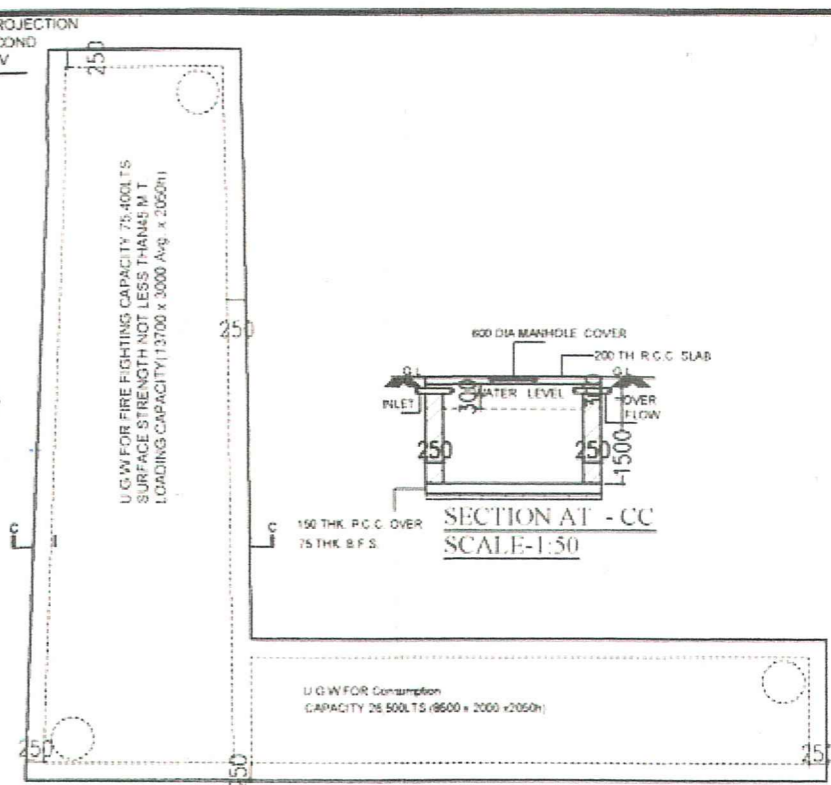 ROJECTION
COND
V
250
U G W FOR FIRE FIGHTING CAPACITY 75,400LTS
SURFACE STRENGTH NOT LESS THAN45 M T
LOADING CAPACITY(13700 x 3000 Avg. x 2050h)
250
600 DIA MANHOLE COVER
200 TH R.C.C SLAB
G.L
G.L
INLET
300
WATER LEVEL
OVER
FLOW
250
250
1500
150 THK. P.C.C OVER
75 THK. B.F.S.
SECTION AT - CC
SCALE-1:50
C
C
U G W FOR Consumption
CAPACITY 26,500LTS (9500 x 2000 x2050h)
250
250
25